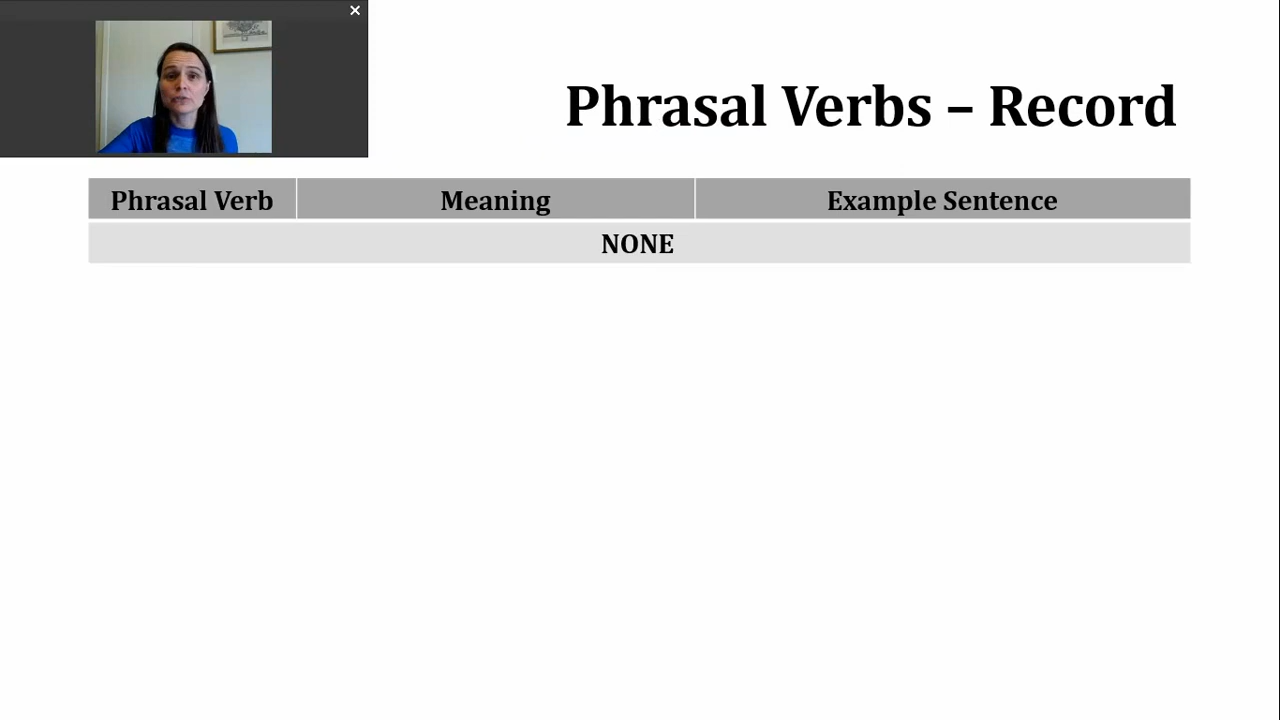 Phrasal Verbs – Record
Phrasal Verb Meaning Example Sentence
NONE